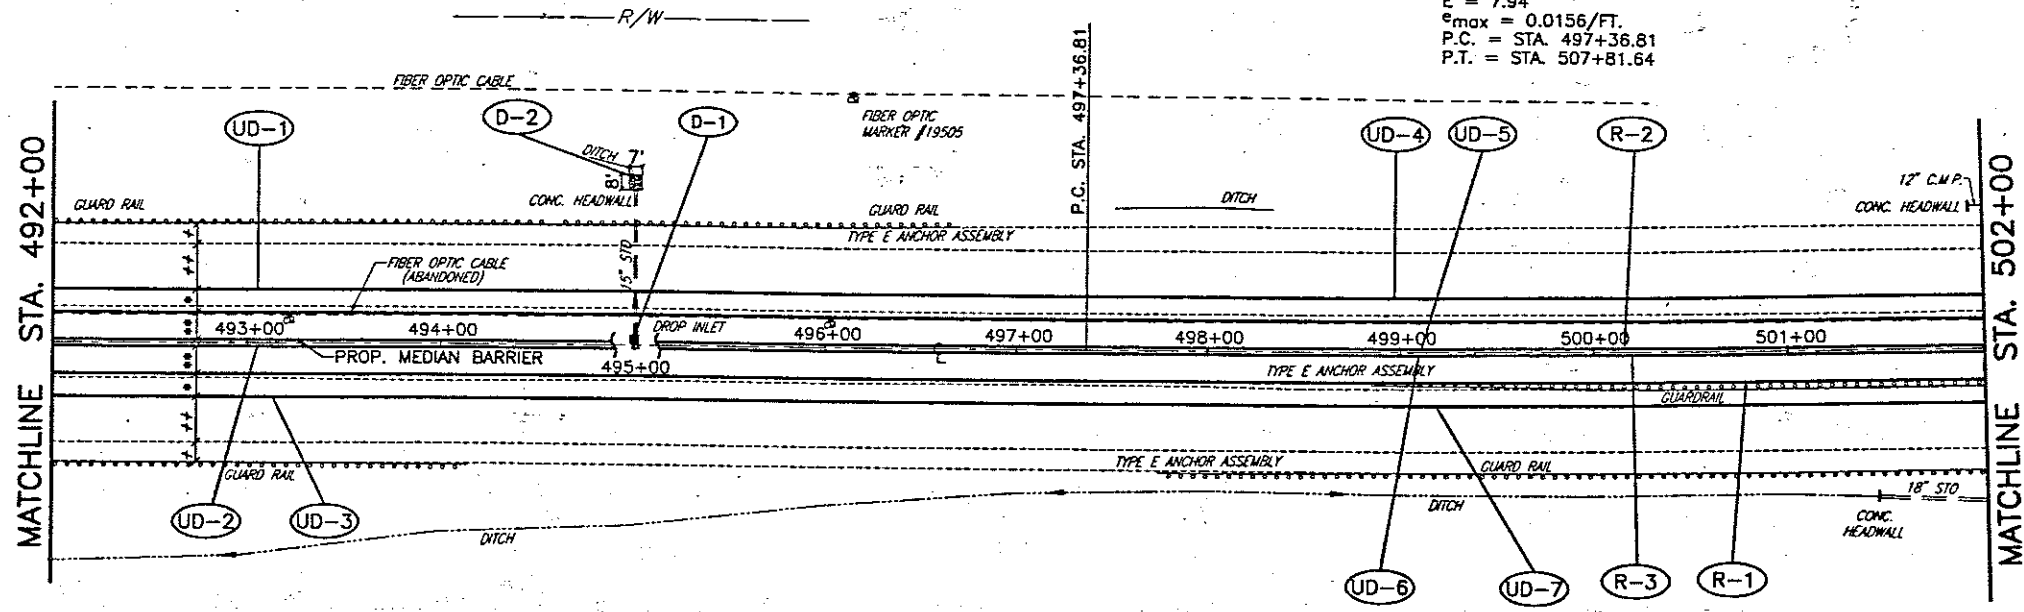 R/W
E = 7.94
emax = 0.0156/FT.
P.C. = STA. 497+36.81
P.T. = STA. 507+81.64
MATCHLINE STA. 492+00
FIBER OPTIC CABLE
FIBER OPTIC
MARKER #19505
P.C. STA. 497+36.81
UD-1
D-2
D-1
UD-4
UD-5
R-2
DITCH
7'
8'
CONC. HEADWALL
GUARD RAIL
GUARD RAIL
TYPE E ANCHOR ASSEMBLY
DITCH
12" C.M.P.
CONC. HEADWALL
15" STO
FIBER OPTIC CABLE
(ABANDONED)
493+00
494+00
DROP INLET
496+00
497+00
498+00
499+00
500+00
501+00
PROP. MEDIAN BARRIER
495+00
TYPE E ANCHOR ASSEMBLY
GUARDRAIL
GUARD RAIL
TYPE E ANCHOR ASSEMBLY
GUARD RAIL
18" STO
DITCH
CONC.
HEADWALL
DITCH
UD-2
UD-3
UD-6
UD-7
R-3
R-1
MATCHLINE STA. 502+00